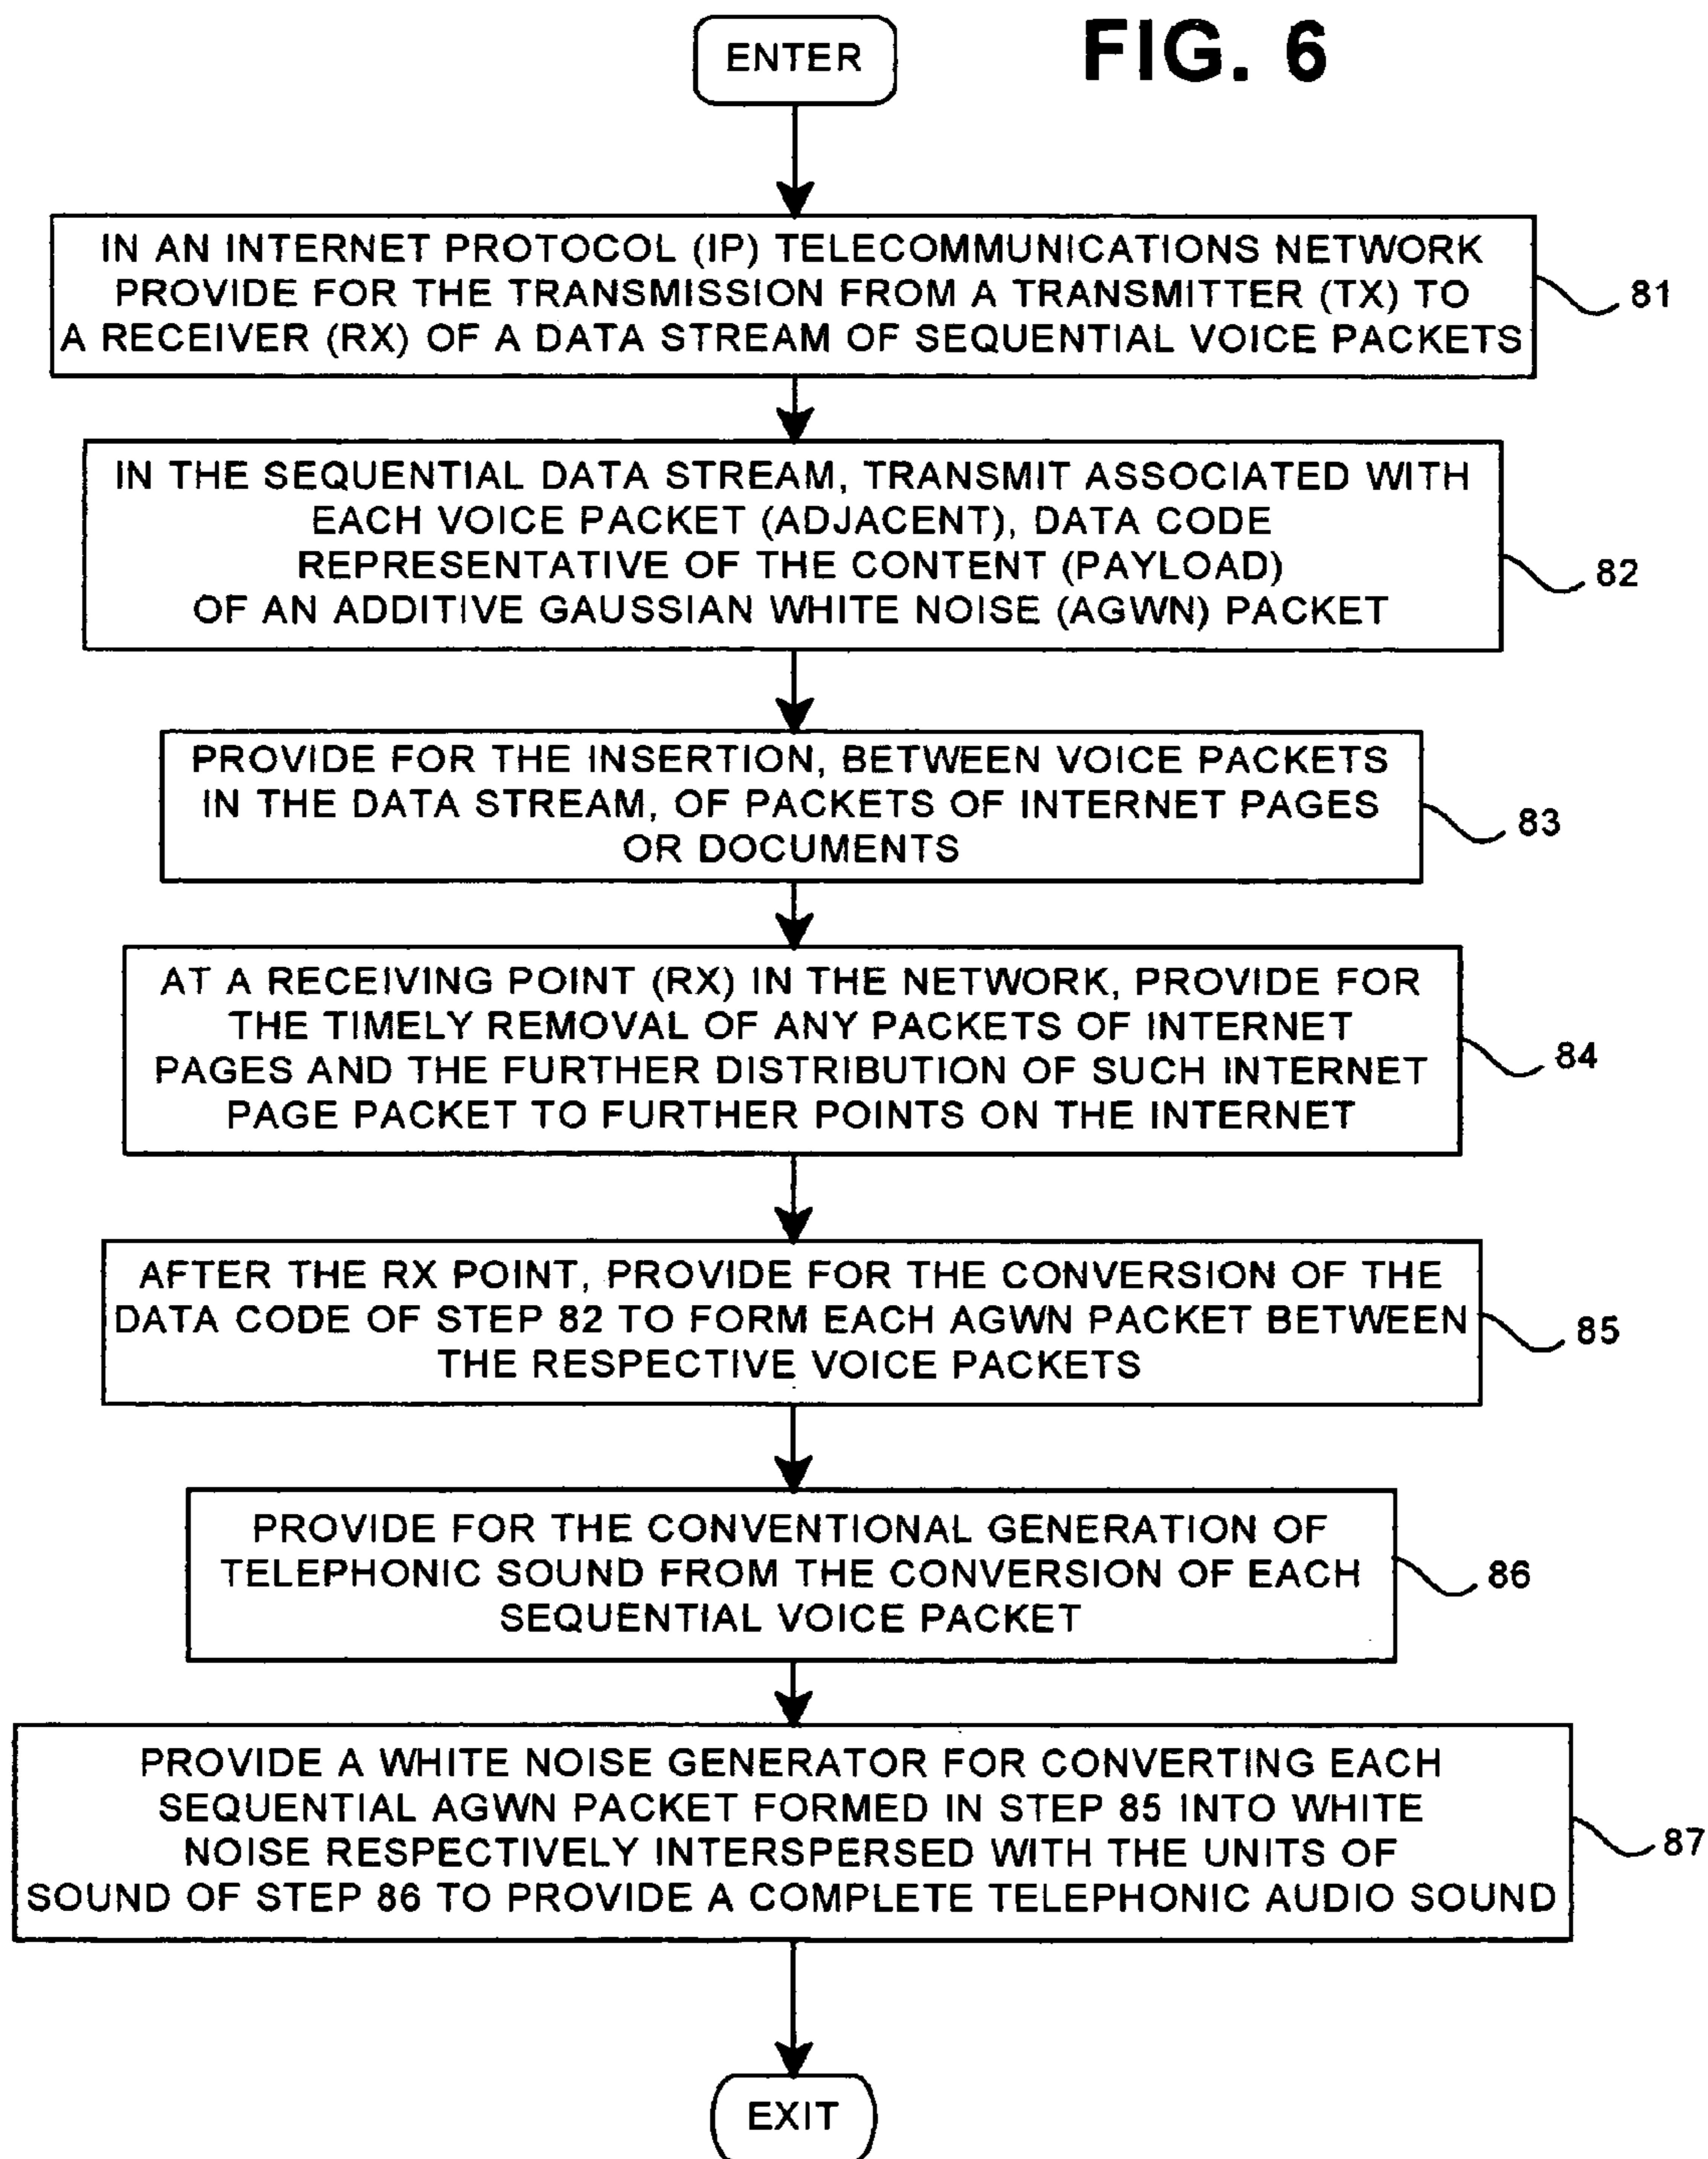 FIG. 6
ENTER
IN AN INTERNET PROTOCOL (IP) TELECOMMUNICATIONS NETWORK
PROVIDE FOR THE TRANSMISSION FROM A TRANSMITTER (TX) TO
A RECEIVER (RX) OF A DATA STREAM OF SEQUENTIAL VOICE PACKETS
81
IN THE SEQUENTIAL DATA STREAM, TRANSMIT ASSOCIATED WITH
EACH VOICE PACKET (ADJACENT), DATA CODE
REPRESENTATIVE OF THE CONTENT (PAYLOAD)
OF AN ADDITIVE GAUSSIAN WHITE NOISE (AGWN) PACKET
82
PROVIDE FOR THE INSERTION, BETWEEN VOICE PACKETS
IN THE DATA STREAM, OF PACKETS OF INTERNET PAGES
OR DOCUMENTS
83
AT A RECEIVING POINT (RX) IN THE NETWORK, PROVIDE FOR
THE TIMELY REMOVAL OF ANY PACKETS OF INTERNET
PAGES AND THE FURTHER DISTRIBUTION OF SUCH INTERNET
PAGE PACKET TO FURTHER POINTS ON THE INTERNET
84
AFTER THE RX POINT, PROVIDE FOR THE CONVERSION OF THE
DATA CODE OF STEP 82 TO FORM EACH AGWN PACKET BETWEEN
THE RESPECTIVE VOICE PACKETS
85
PROVIDE FOR THE CONVENTIONAL GENERATION OF
TELEPHONIC SOUND FROM THE CONVERSION OF EACH
SEQUENTIAL VOICE PACKET
86
PROVIDE A WHITE NOISE GENERATOR FOR CONVERTING EACH
SEQUENTIAL AGWN PACKET FORMED IN STEP 85 INTO WHITE
NOISE RESPECTIVELY INTERSPERSED WITH THE UNITS OF
SOUND OF STEP 86 TO PROVIDE A COMPLETE TELEPHONIC AUDIO SOUND
87
EXIT